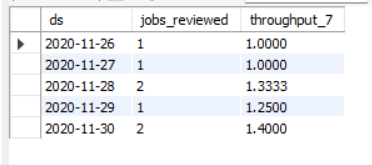 ds jobs_reviewed throughput_7
2020-11-26 1 1.0000
2020-11-27 1 1.0000
2020-11-28 2 1.3333
2020-11-29 1 1.2500
2020-11-30 2 1.4000